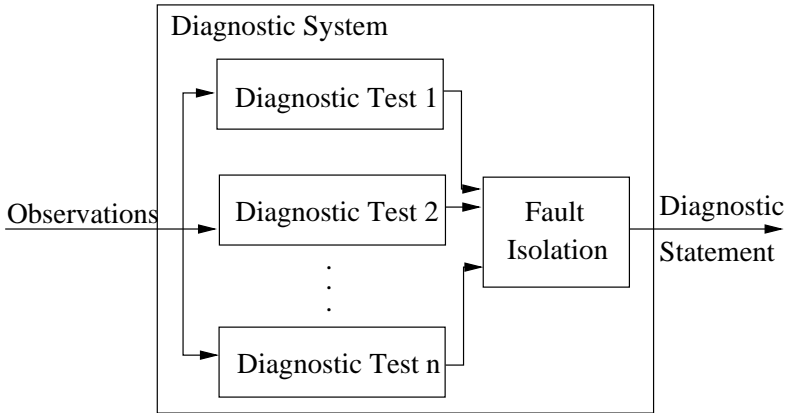 Diagnostic System
Diagnostic Test 1
Observations
Diagnostic Test 2
Fault
Isolation
Diagnostic
Statement
Diagnostic Test n